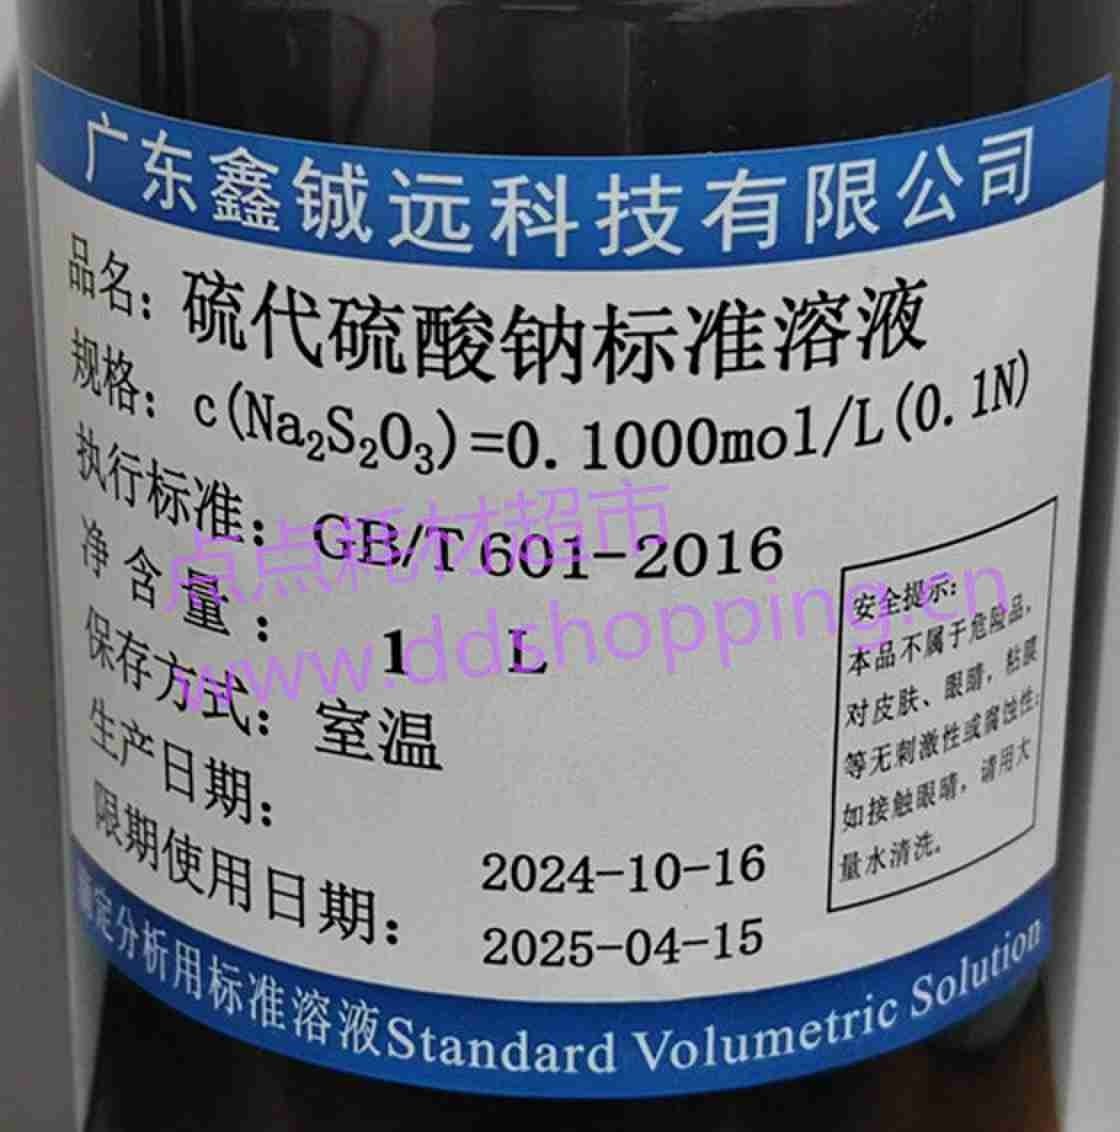 广东鑫铖远科技有限公司
品名：硫代硫酸钠标准溶液
规格：c(Na₂S₂O₃)=0.1000mol/L(0.1N)
执行标准：GB/T 601-2016
净含量：1 L
保存方式：室温
生产日期：2024-10-16
限期使用日期：2025-04-15
安全提示：
本品不属于危险品，
对皮肤、眼睛，粘膜
等无刺激性或腐蚀性；
如接触眼睛，请用大
量水清洗。
滴定分析用标准溶液Standard Volumetric Solution
点点耗材超市
www.ddshopping.cn